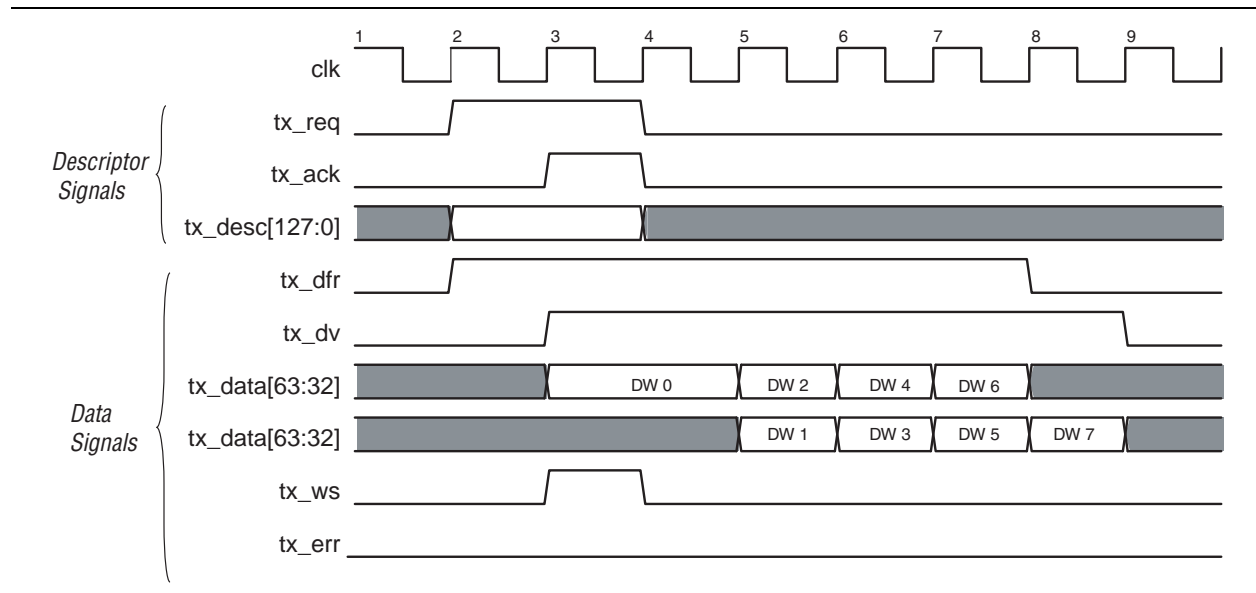 1 2 3 4 5 6 7 8 9
clk
tx_req
Descriptor
Signals
tx_ack
tx_desc[127:0]
tx_dfr
tx_dv
tx_data[63:32] DW 0 DW 2 DW 4 DW 6
Data
Signals
tx_data[63:32] DW 1 DW 3 DW 5 DW 7
tx_ws
tx_err